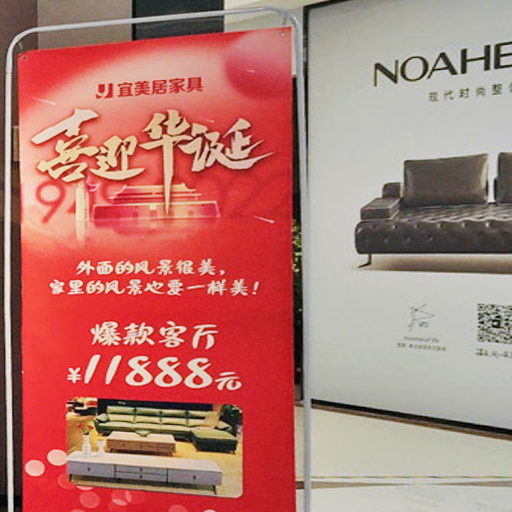 宜美居家具
喜迎华诞
外面的风景很美，
家里的风景也要一样美！
爆款客厅
¥11888元
NOAHE
现代时尚整